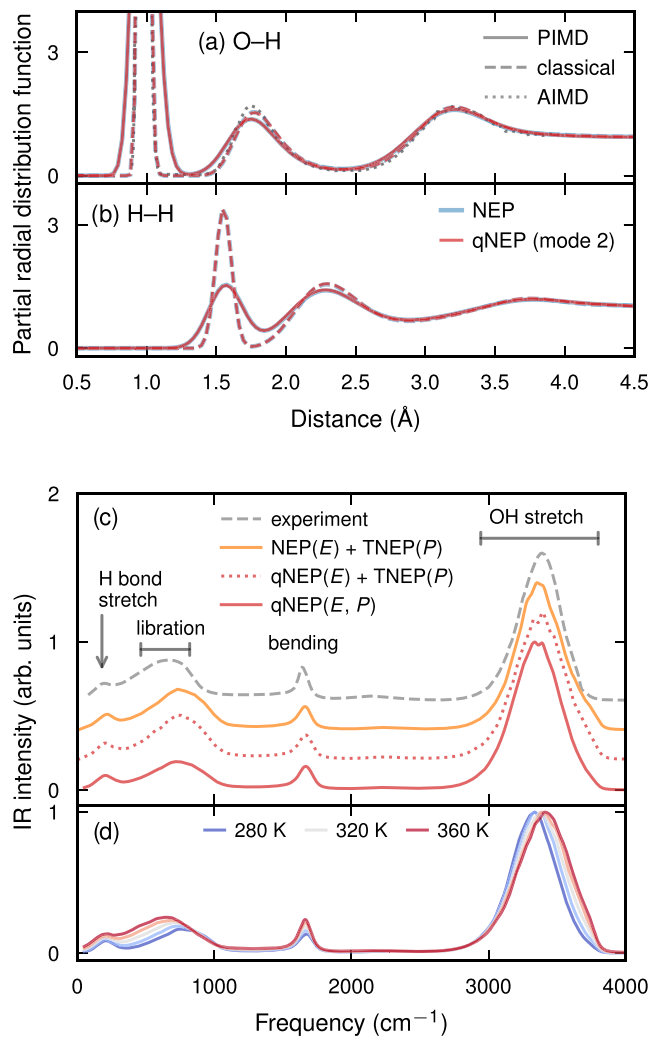 (a) O–H
PIMD
classical
AIMD
4
1
0
(b) H–H
NEP
qNEP (mode 2)
3
0
Partial radial distribution function
0.5 1.0 1.5 2.0 2.5 3.0 3.5 4.0 4.5
Distance (Å)
2
(c)
experiment
NEP(E) + TNEP(P)
qNEP(E) + TNEP(P)
qNEP(E, P)
OH stretch
H bond
stretch
libration
bending
1
0
IR intensity (arb. units)
1
(d)
280 K 320 K 360 K
0
0 1000 2000 3000 4000
Frequency (cm⁻¹)